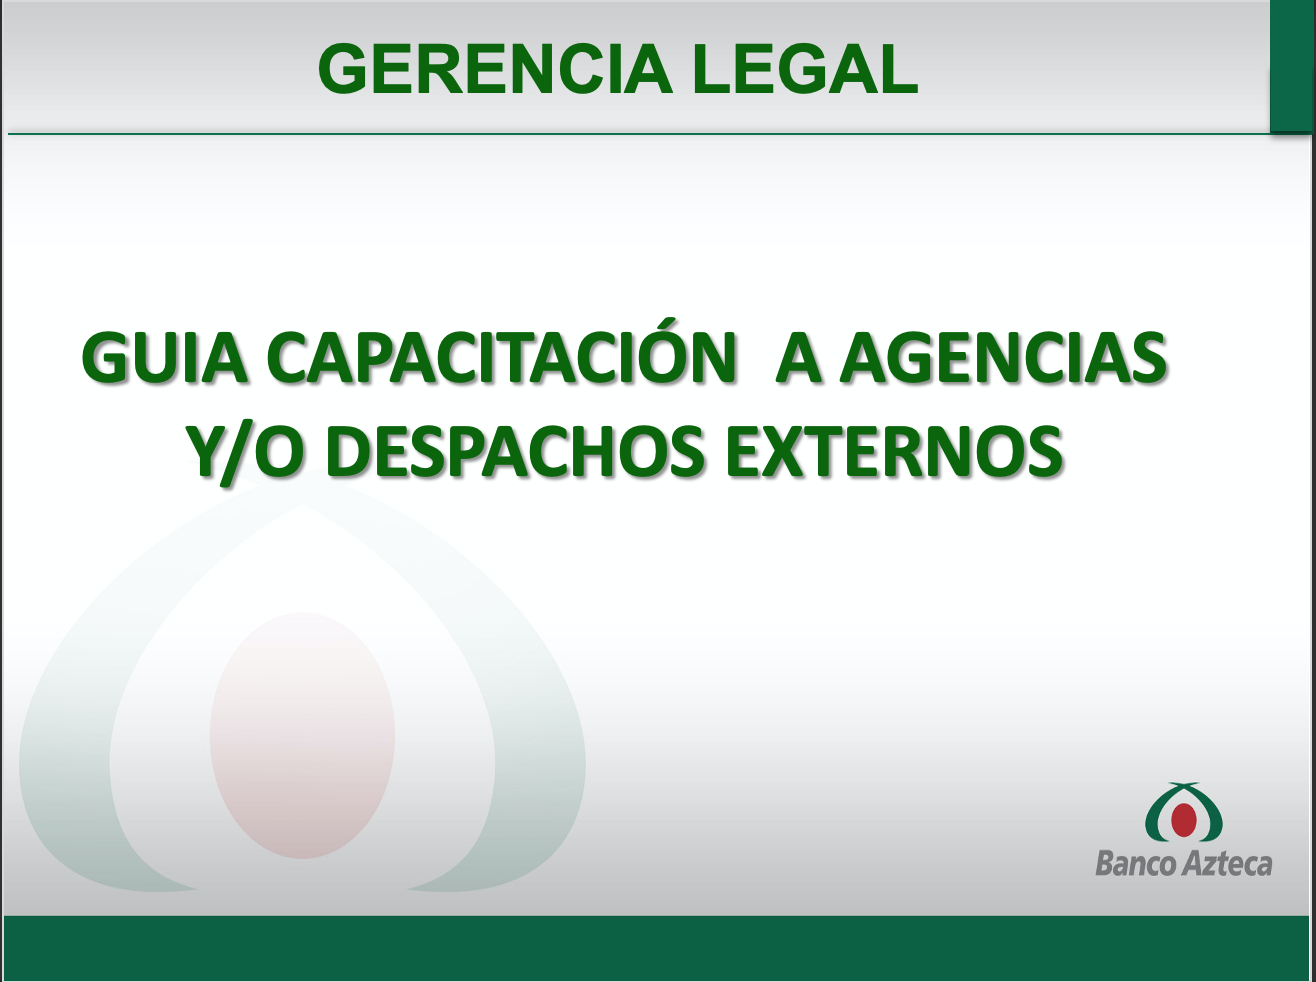 GERENCIA LEGAL
GUIA CAPACITACIÓN  A AGENCIAS
Y/O DESPACHOS EXTERNOS
Banco Azteca